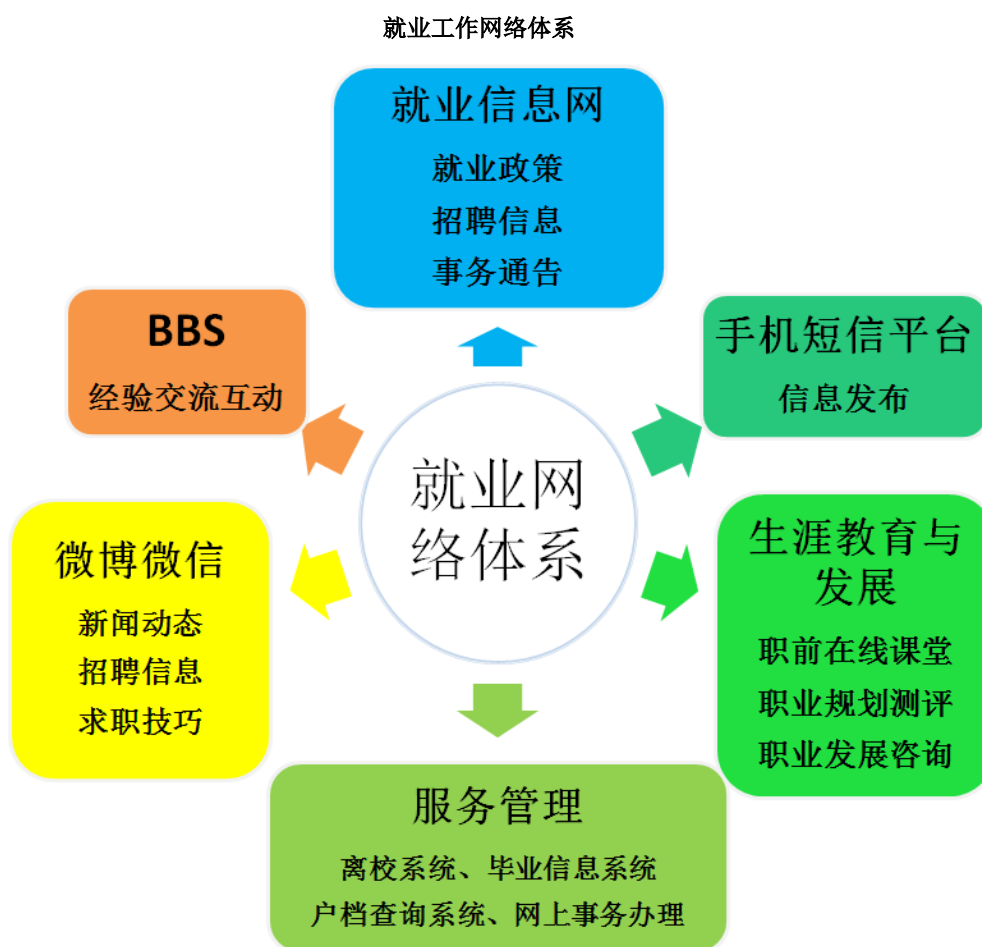 就业工作网络体系
就业信息网
就业政策
招聘信息
事务通告
BBS
经验交流互动
手机短信平台
信息发布
就业网
络体系
微博微信
新闻动态
招聘信息
求职技巧
生涯教育与
发展
职前在线课堂
职业规划测评
职业发展咨询
服务管理
离校系统、毕业信息系统
户档查询系统、网上事务办理